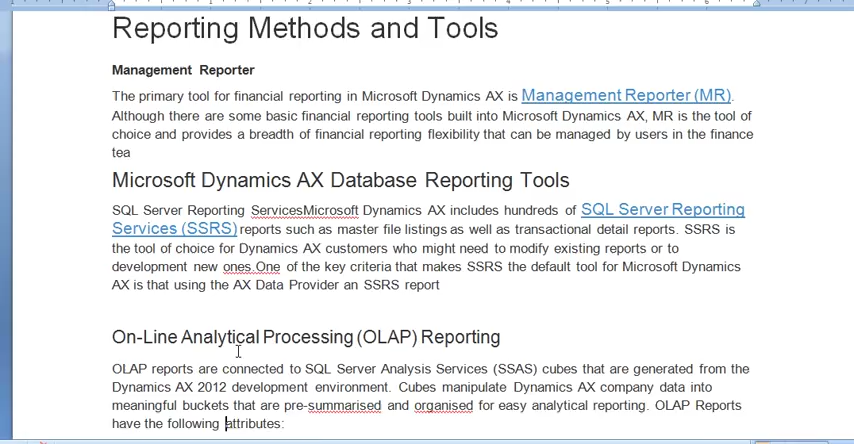 Reporting Methods and Tools
Management Reporter
The primary tool for financial reporting in Microsoft Dynamics AX is Management Reporter (MR).
Although there are some basic financial reporting tools built into Microsoft Dynamics AX, MR is the tool of
choice and provides a breadth of financial reporting flexibility that can be managed by users in the finance
tea
Microsoft Dynamics AX Database Reporting Tools
SQL Server Reporting ServicesMicrosoft Dynamics AX includes hundreds of SQL Server Reporting
Services (SSRS) reports such as master file listings as well as transactional detail reports. SSRS is
the tool of choice for Dynamics AX customers who might need to modify existing reports or to
development new ones.One of the key criteria that makes SSRS the default tool for Microsoft Dynamics
AX is that using the AX Data Provider an SSRS report
On-Line Analytical Processing (OLAP) Reporting
OLAP reports are connected to SQL Server Analysis Services (SSAS) cubes that are generated from the
Dynamics AX 2012 development environment. Cubes manipulate Dynamics AX company data into
meaningful buckets that are pre-summarised and organised for easy analytical reporting. OLAP Reports
have the following attributes: